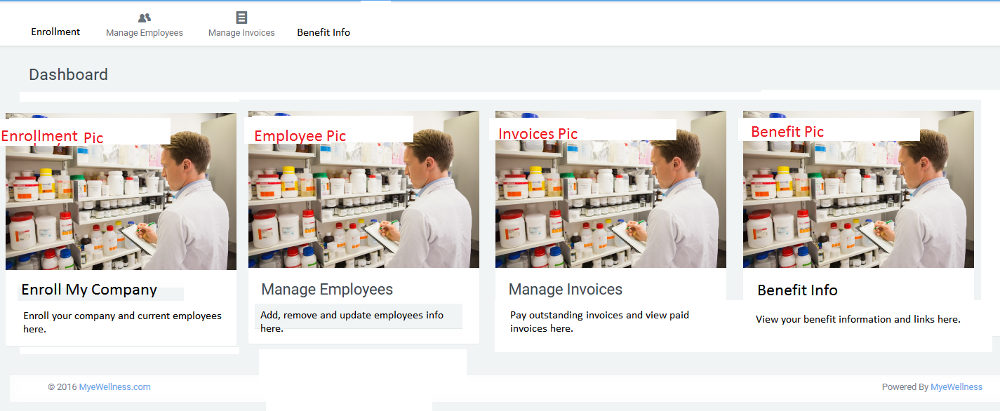 Enrollment
Manage Employees
Manage Invoices
Benefit Info
Dashboard
Enrollment Pic
Employee Pic
Invoices Pic
Benefit Pic
Enroll My Company
Enroll your company and current employees
here.
Manage Employees
Add, remove and update employees info
here.
Manage Invoices
Pay outstanding invoices and view paid
invoices here.
Benefit Info
View your benefit information and links here.
© 2016 MyeWellness.com
Powered By MyeWellness